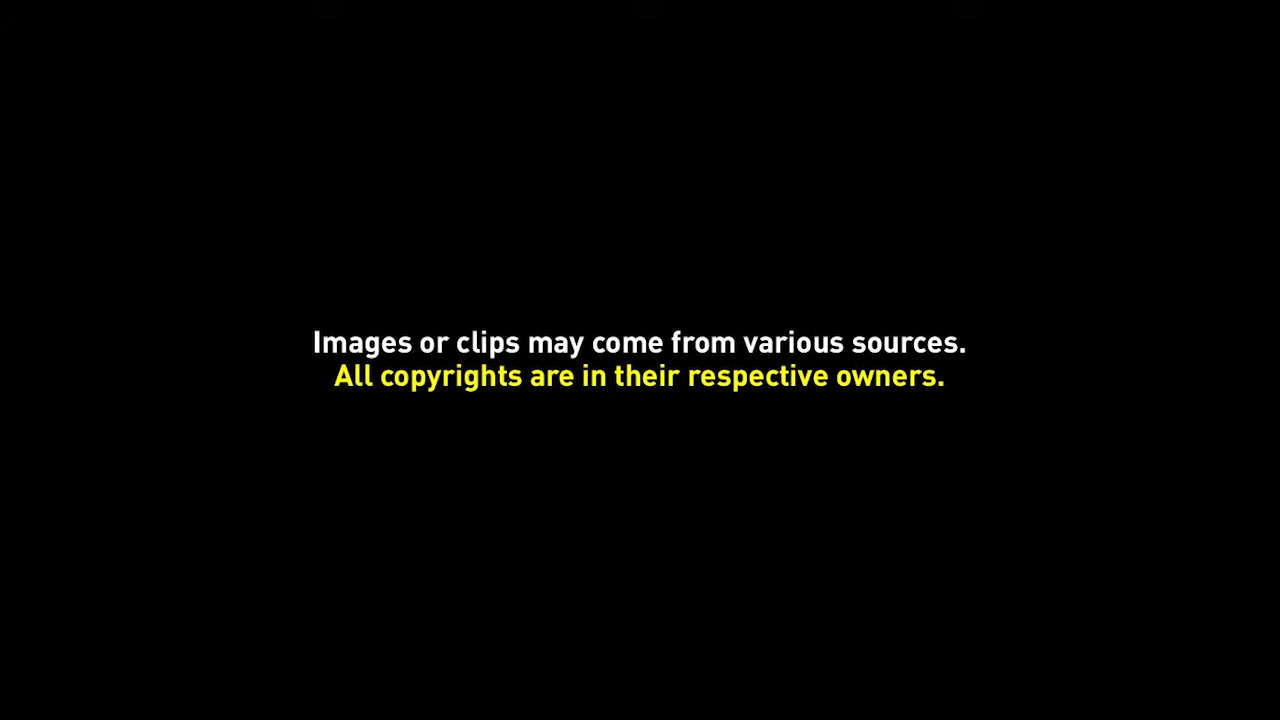 Images or clips may come from various sources.
All copyrights are in their respective owners.